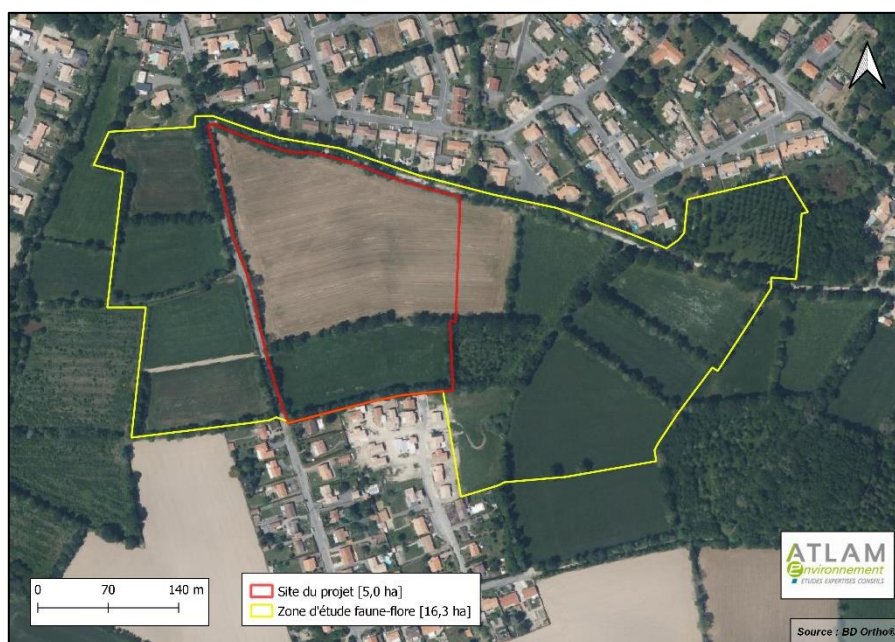 0 70 140 m
Site du projet [5,0 ha]
Zone d'étude faune-flore [16,3 ha]
ATLAM
Environnement
ETUDES EXPERTISES CONSEILS
Source : BD Ortho®